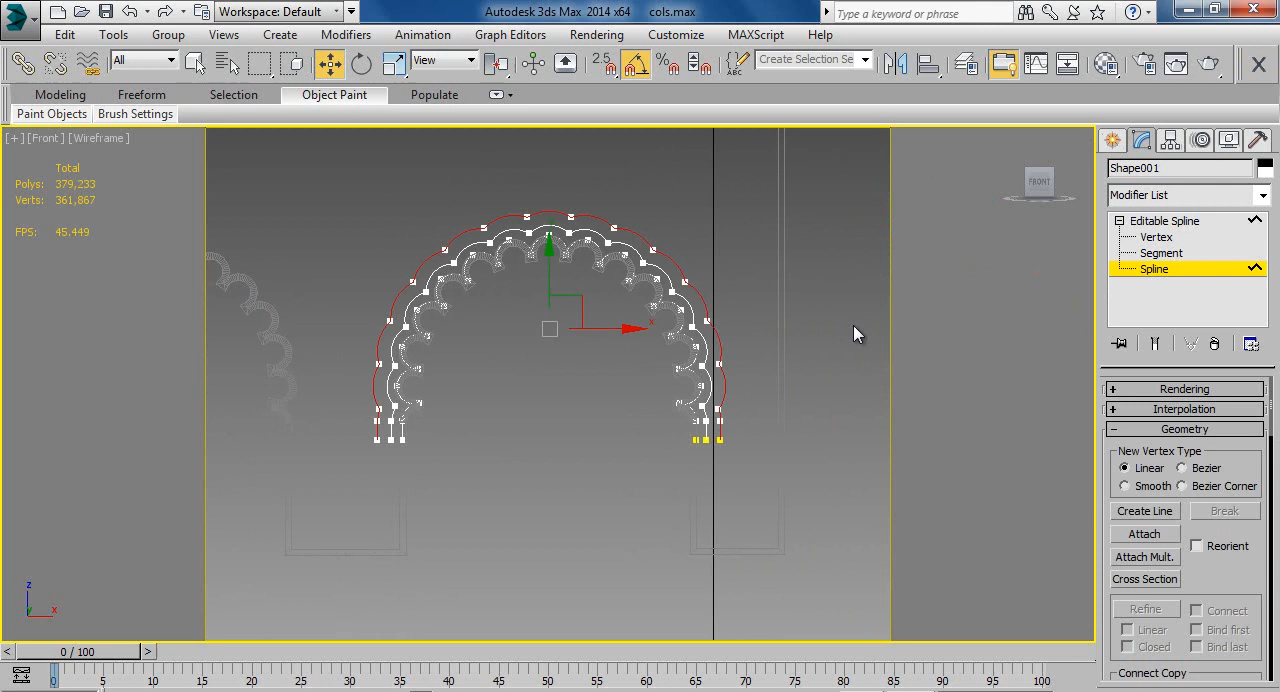 Workspace: Default
Autodesk 3ds Max 2014 x64 cols.max
Type a keyword or phrase
Edit Tools Group Views Create Modifiers Animation Graph Editors Rendering Customize MAXScript Help
All View 2.5 % ABC Create Selection Se
Modeling Freeform Selection Object Paint Populate
Paint Objects Brush Settings
[+] [Front] [Wireframe]
Total
Polys: 379,233
Verts: 361,867
FPS: 45.449
FRONT
x
z
x
y
Shape001
Modifier List
Editable Spline
Vertex
Segment
Spline
+ Rendering
+ Interpolation
- Geometry
New Vertex Type
Linear Bezier
Smooth Bezier Corner
Create Line Break
Attach
Reorient
Attach Mult.
Cross Section
Refine Connect
Linear Bind first
Closed Bind last
Connect Copy
< 0 / 100 >
0 5 10 15 20 25 30 35 40 45 50 55 60 65 70 75 80 85 90 95 100